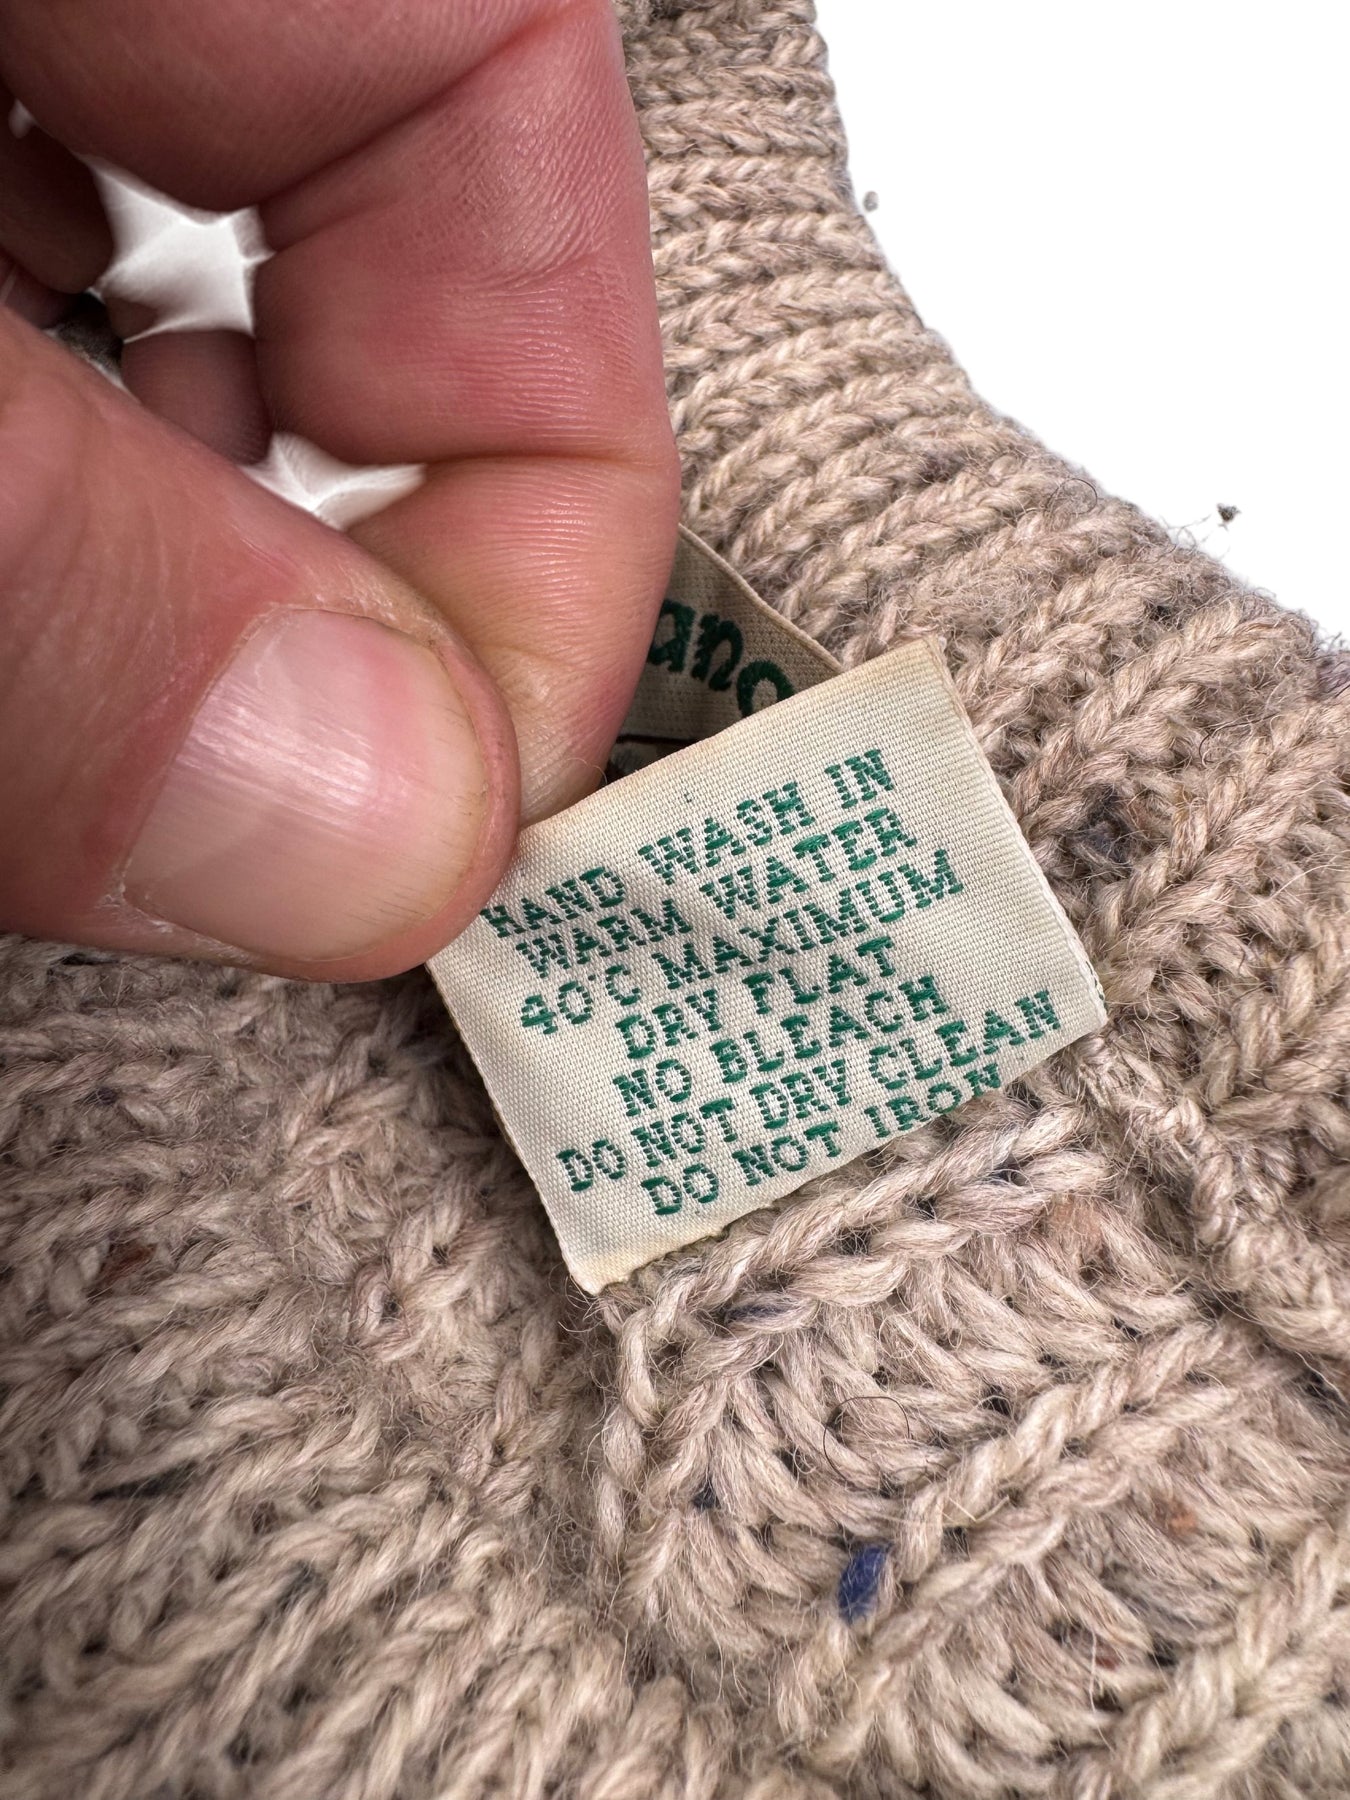 HAND WASH IN
WARM WATER
40°C MAXIMUM
DRY FLAT
NO BLEACH
DO NOT DRY CLEAN
DO NOT IRON